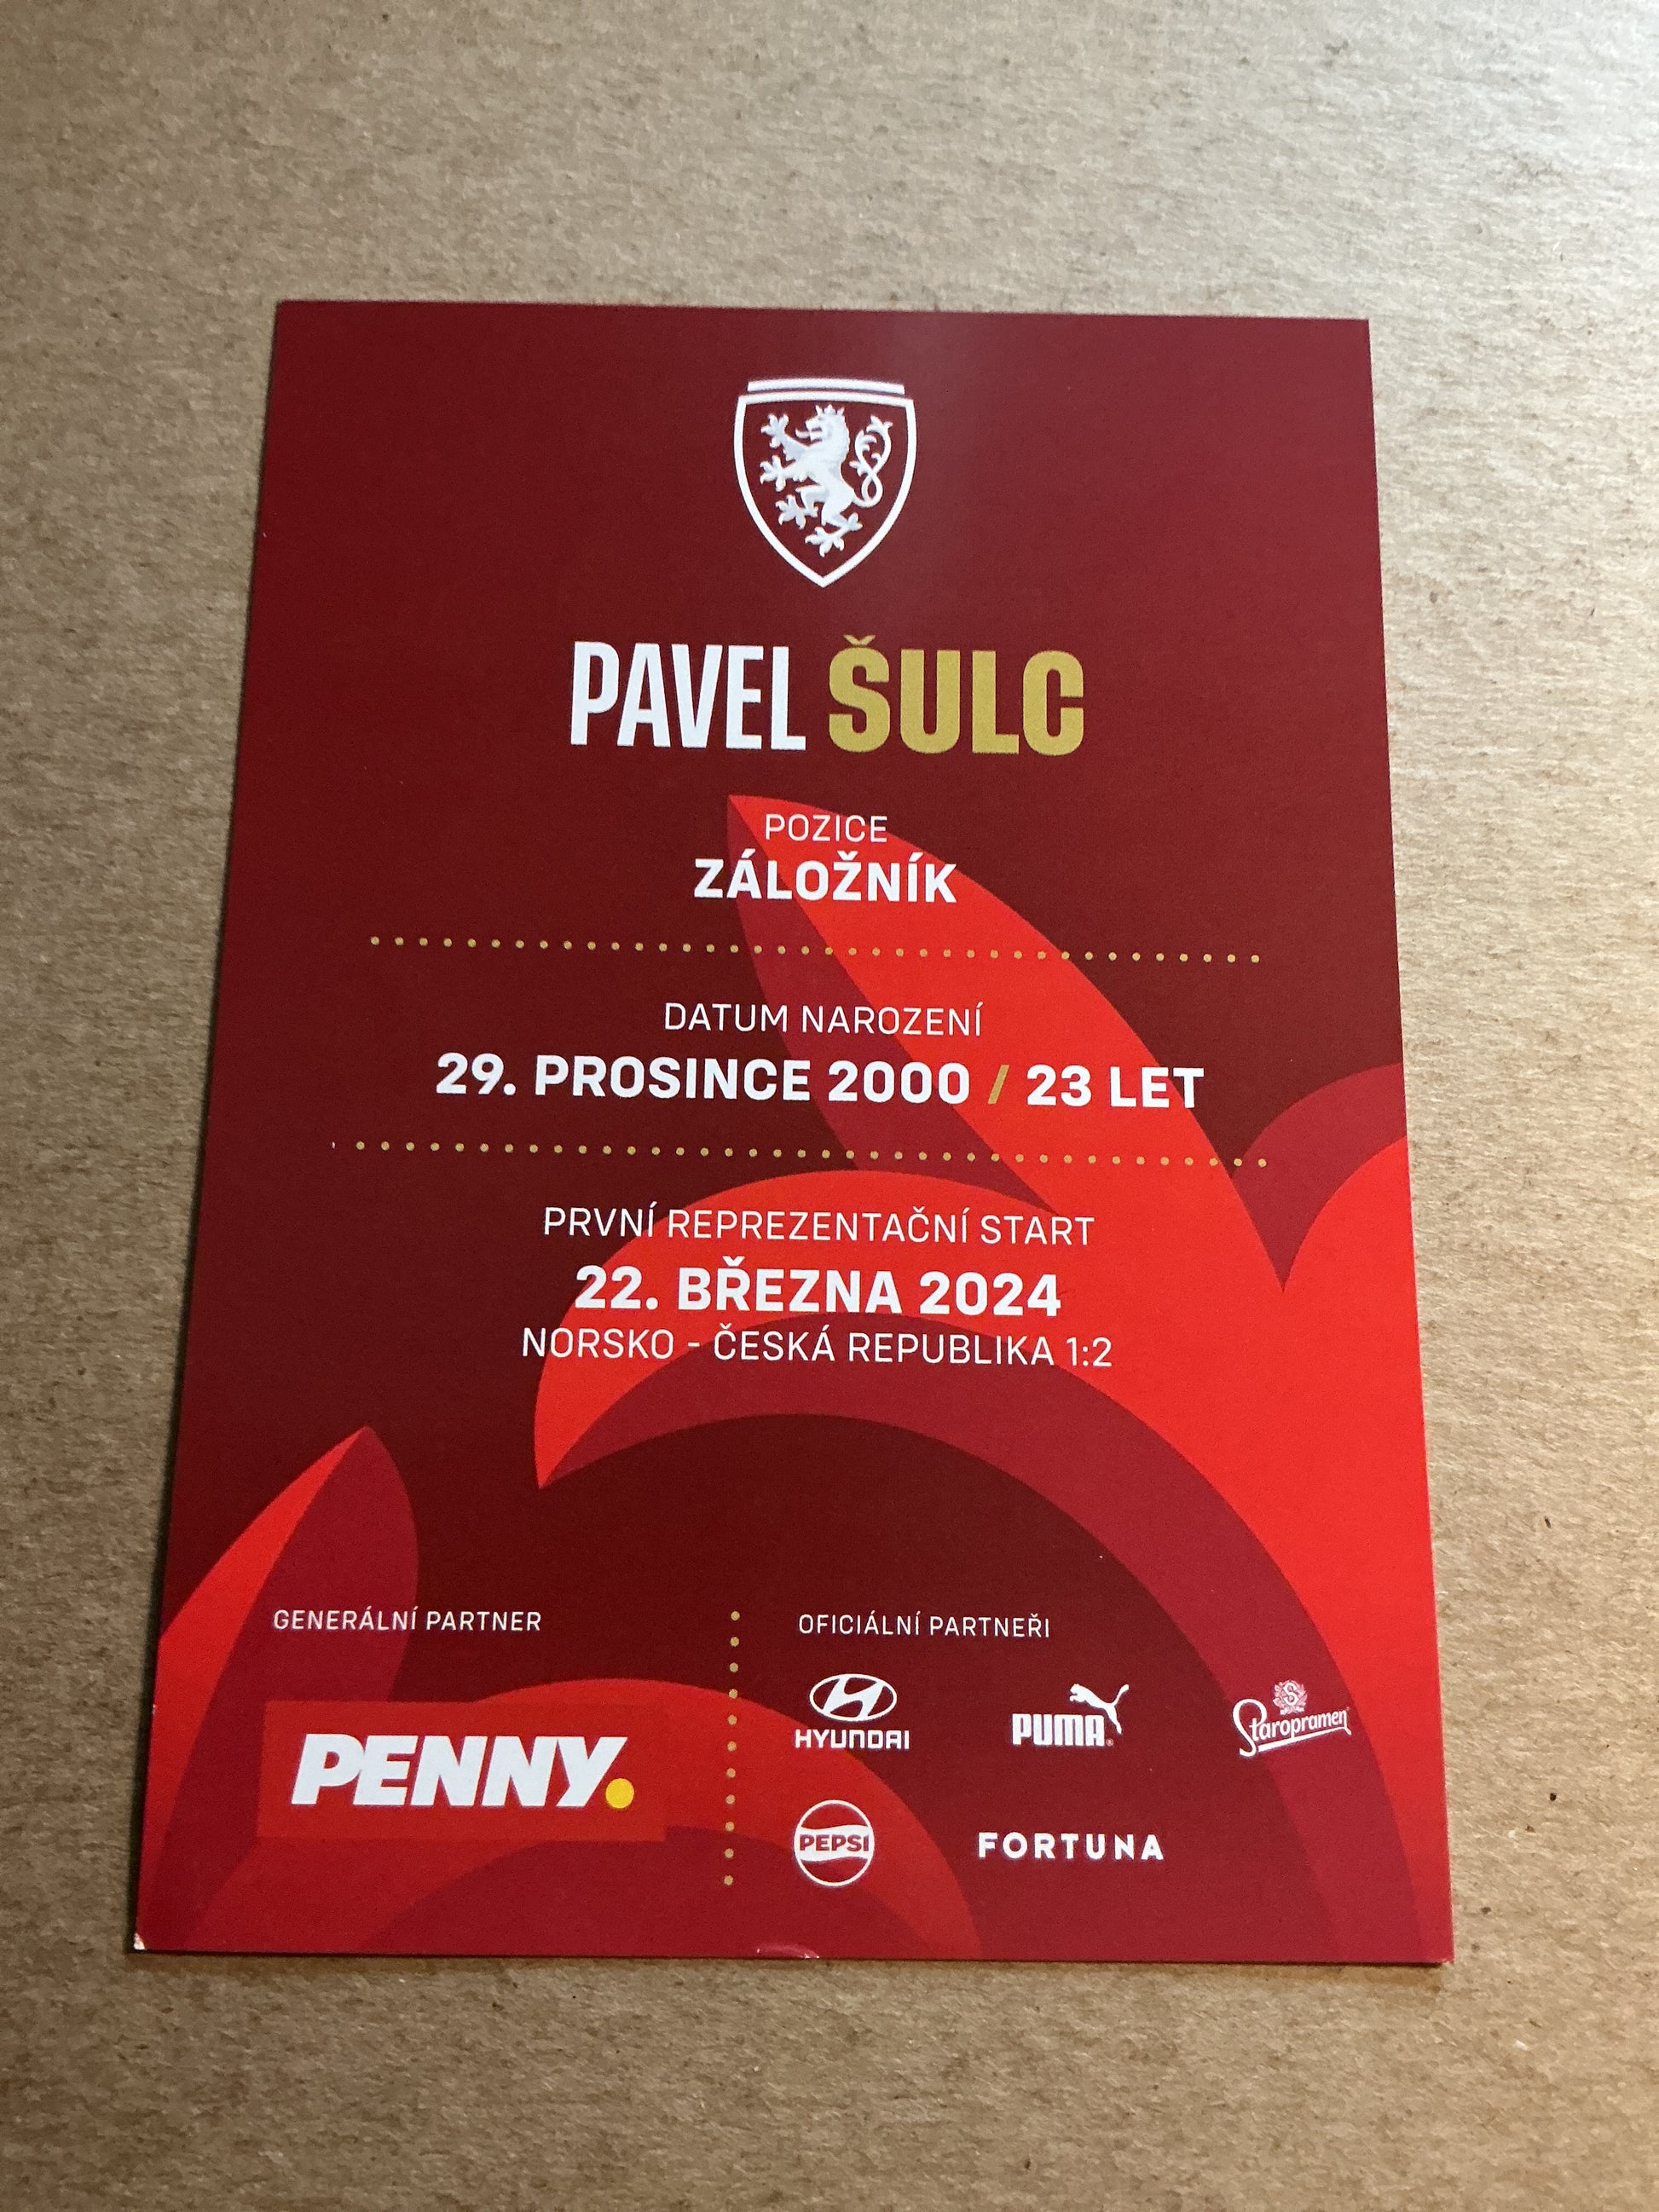 PAVEL ŠULC
POZICE
ZÁLOŽNÍK
DATUM NAROZENÍ
29. PROSINCE 2000 / 23 LET
PRVNÍ REPREZENTAČNÍ START
22. BŘEZNA 2024
NORSKO - ČESKÁ REPUBLIKA 1:2
GENERÁLNÍ PARTNER
PENNY.
OFICIÁLNÍ PARTNEŘI
HYUNDAI
PUMA
S
Staropramen
PEPSI
FORTUNA